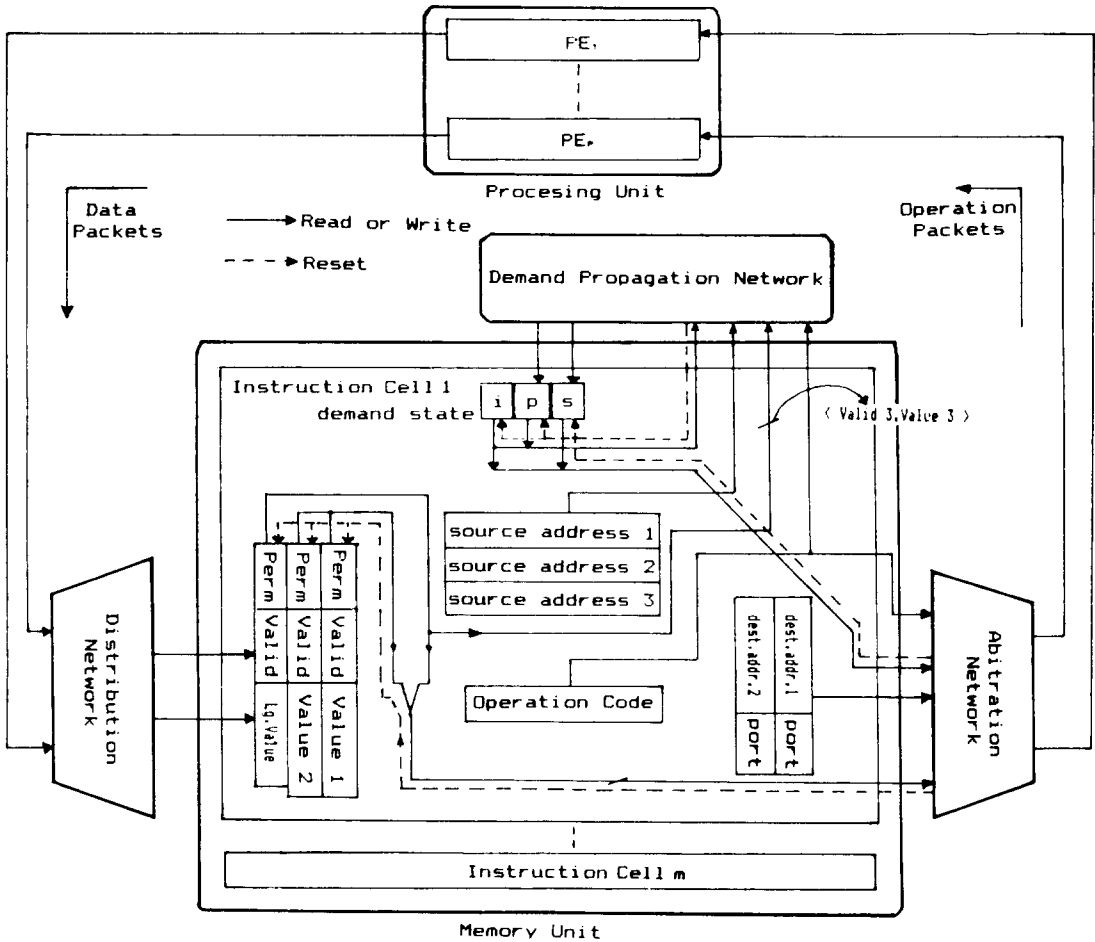 PE₁
PEₚ
Procesing Unit
Data
Packets
Read or Write
Reset
Operation
Packets
Demand Propagation Network
Instruction Cell 1
demand state
i p s
< Valid 3,Value 3 >
source address 1
source address 2
source address 3
Perm Valid Lg.Value
Perm Valid Value 2
Perm Valid Value 1
Distribution
Network
Operation Code
dest.addr.2 port
dest.addr.1 port
Abitration
Network
Instruction Cell m
Memory Unit